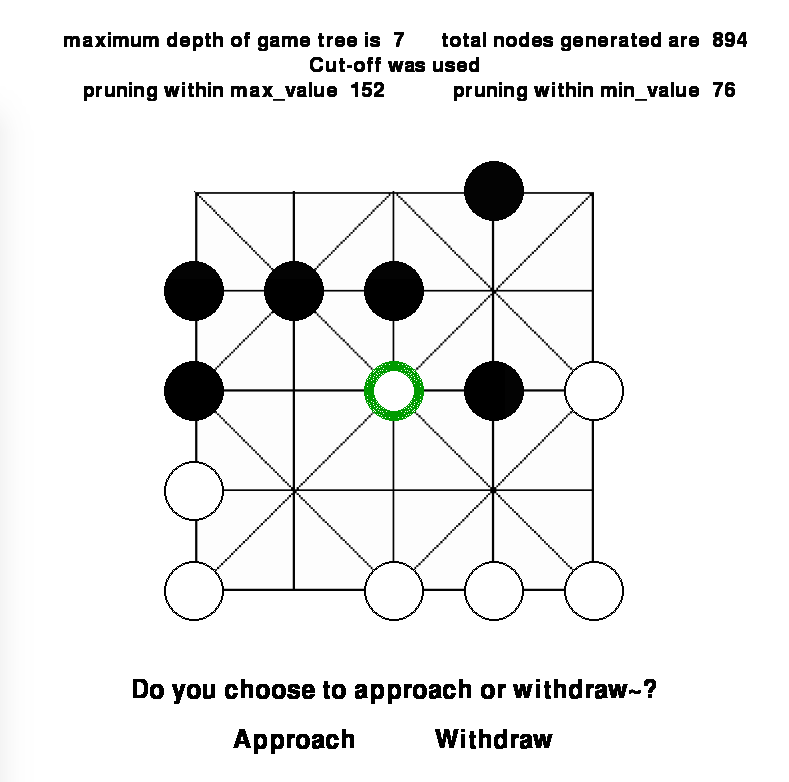 maximum depth of game tree is 7 total nodes generated are 894
Cut-off was used
pruning within max_value 152 pruning within min_value 76
Do you choose to approach or withdraw~?
Approach Withdraw